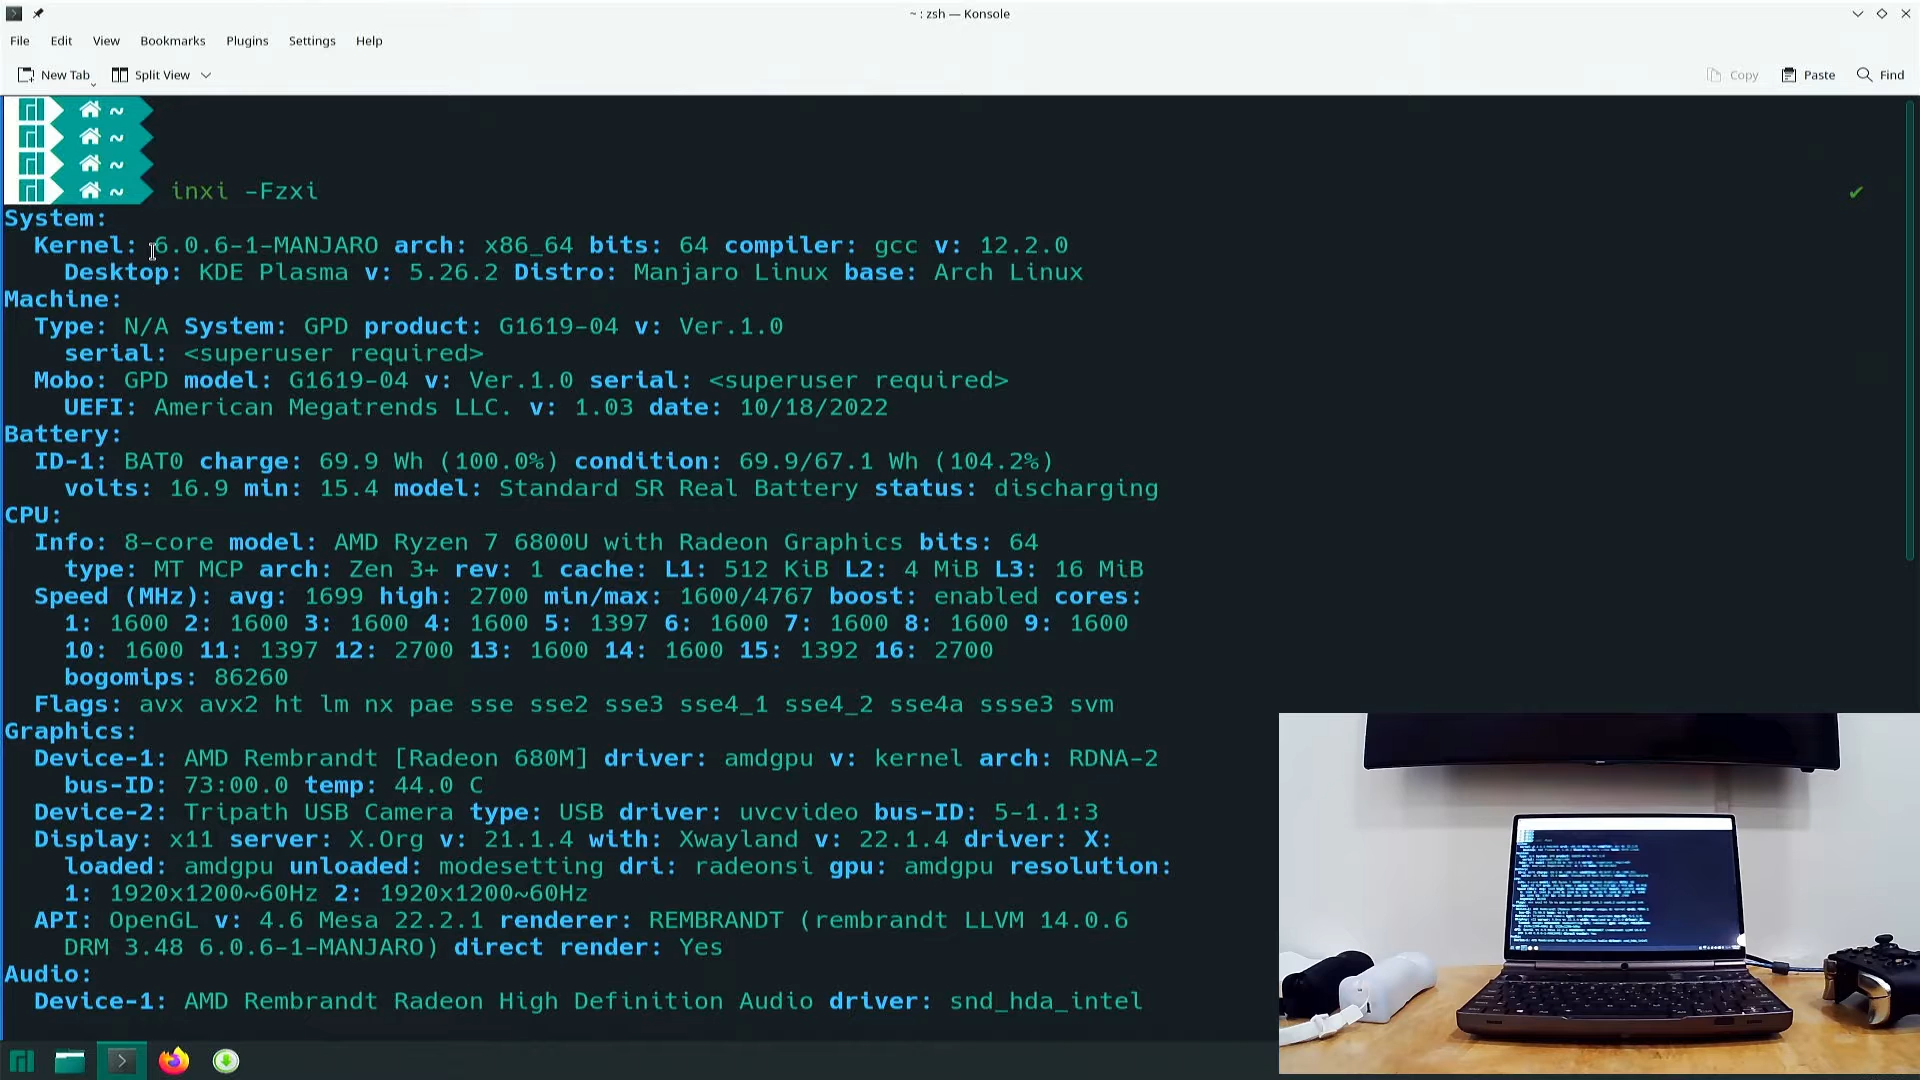 ~ : zsh — Konsole
File Edit View Bookmarks Plugins Settings Help
New Tab Split View Copy Paste Find
~
~
~
~ inxi -Fzxi ✔
System:
Kernel: 6.0.6-1-MANJARO arch: x86_64 bits: 64 compiler: gcc v: 12.2.0
Desktop: KDE Plasma v: 5.26.2 Distro: Manjaro Linux base: Arch Linux
Machine:
Type: N/A System: GPD product: G1619-04 v: Ver.1.0
serial: <superuser required>
Mobo: GPD model: G1619-04 v: Ver.1.0 serial: <superuser required>
UEFI: American Megatrends LLC. v: 1.03 date: 10/18/2022
Battery:
ID-1: BAT0 charge: 69.9 Wh (100.0%) condition: 69.9/67.1 Wh (104.2%)
volts: 16.9 min: 15.4 model: Standard SR Real Battery status: discharging
CPU:
Info: 8-core model: AMD Ryzen 7 6800U with Radeon Graphics bits: 64
type: MT MCP arch: Zen 3+ rev: 1 cache: L1: 512 KiB L2: 4 MiB L3: 16 MiB
Speed (MHz): avg: 1699 high: 2700 min/max: 1600/4767 boost: enabled cores:
1: 1600 2: 1600 3: 1600 4: 1600 5: 1397 6: 1600 7: 1600 8: 1600 9: 1600
10: 1600 11: 1397 12: 2700 13: 1600 14: 1600 15: 1392 16: 2700
bogomips: 86260
Flags: avx avx2 ht lm nx pae sse sse2 sse3 sse4_1 sse4_2 sse4a ssse3 svm
Graphics:
Device-1: AMD Rembrandt [Radeon 680M] driver: amdgpu v: kernel arch: RDNA-2
bus-ID: 73:00.0 temp: 44.0 C
Device-2: Tripath USB Camera type: USB driver: uvcvideo bus-ID: 5-1.1:3
Display: x11 server: X.Org v: 21.1.4 with: Xwayland v: 22.1.4 driver: X:
loaded: amdgpu unloaded: modesetting dri: radeonsi gpu: amdgpu resolution:
1: 1920x1200~60Hz 2: 1920x1200~60Hz
API: OpenGL v: 4.6 Mesa 22.2.1 renderer: REMBRANDT (rembrandt LLVM 14.0.6
DRM 3.48 6.0.6-1-MANJARO) direct render: Yes
Audio:
Device-1: AMD Rembrandt Radeon High Definition Audio driver: snd_hda_intel